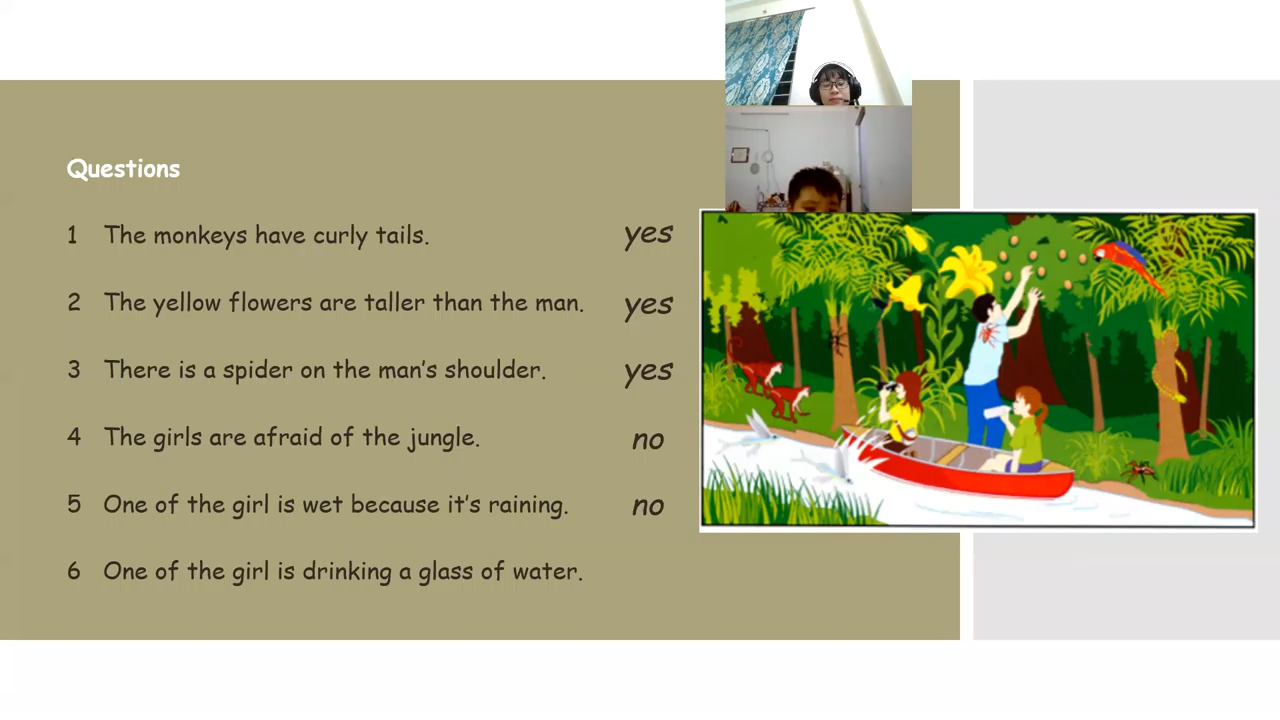 Questions
1 The monkeys have curly tails. yes
2 The yellow flowers are taller than the man. yes
3 There is a spider on the man's shoulder. yes
4 The girls are afraid of the jungle. no
5 One of the girl is wet because it's raining. no
6 One of the girl is drinking a glass of water.